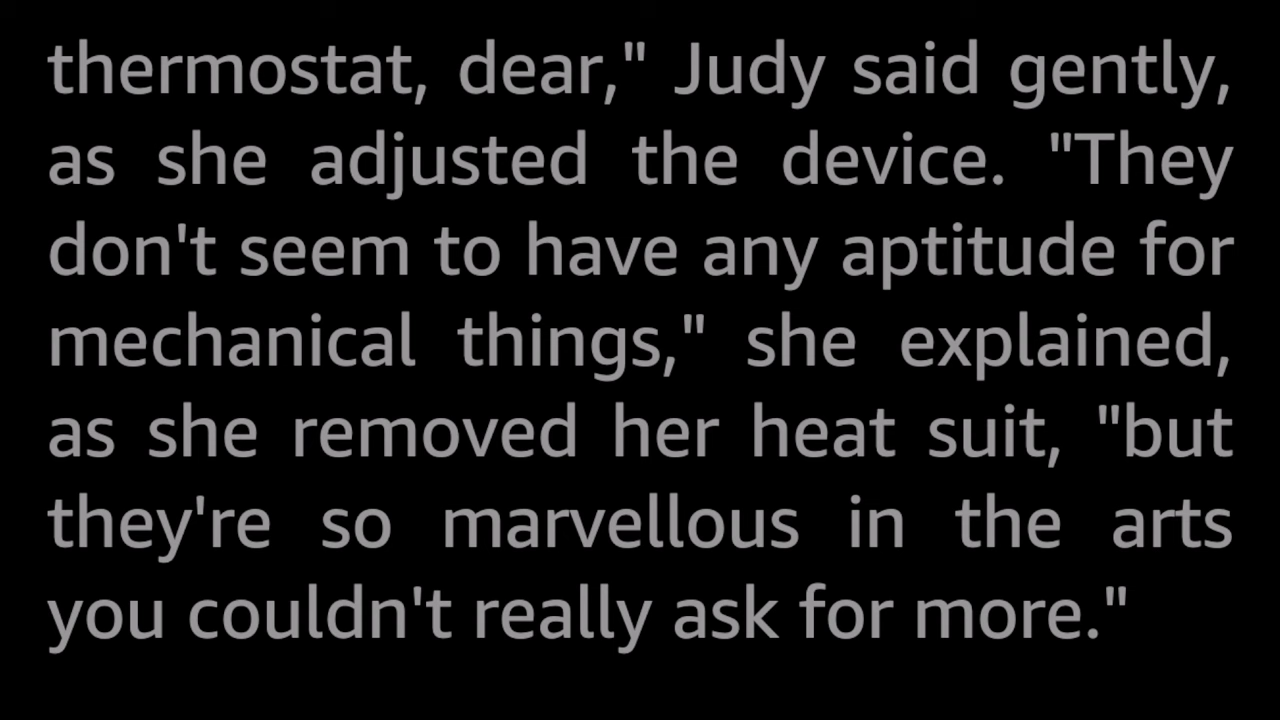 thermostat, dear," Judy said gently,
as she adjusted the device. "They
don't seem to have any aptitude for
mechanical things," she explained,
as she removed her heat suit, "but
they're so marvellous in the arts
you couldn't really ask for more."